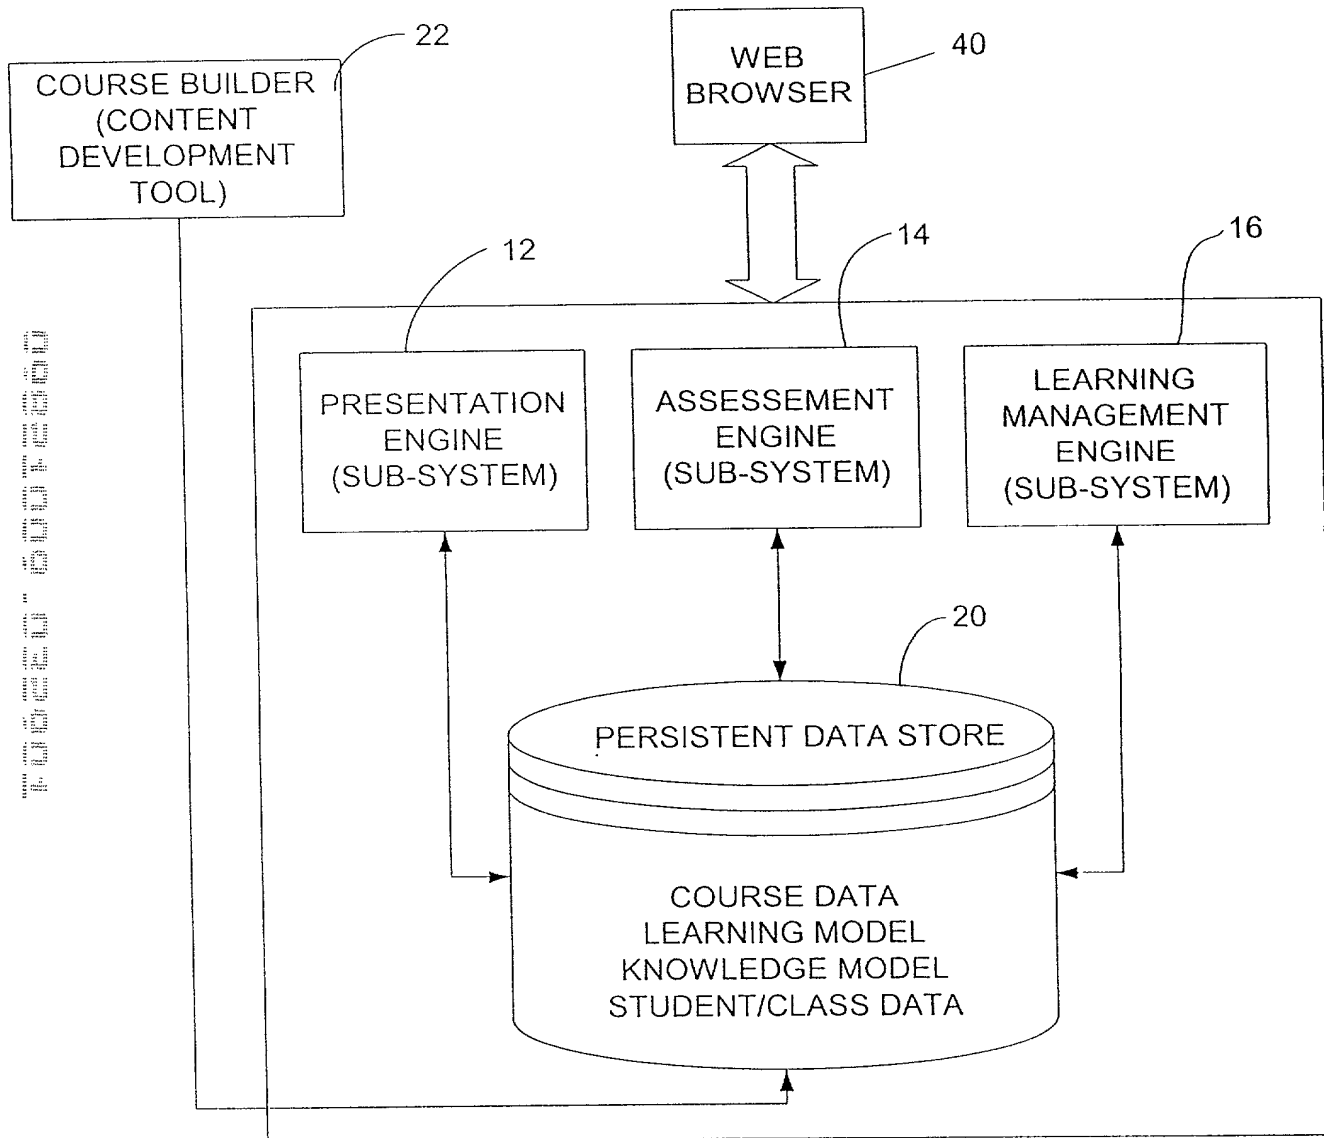 22
COURSE BUILDER
(CONTENT
DEVELOPMENT
TOOL)
WEB
BROWSER
40
12
14
16
PRESENTATION
ENGINE
(SUB-SYSTEM)
ASSESSEMENT
ENGINE
(SUB-SYSTEM)
LEARNING
MANAGEMENT
ENGINE
(SUB-SYSTEM)
20
PERSISTENT DATA STORE
COURSE DATA
LEARNING MODEL
KNOWLEDGE MODEL
STUDENT/CLASS DATA